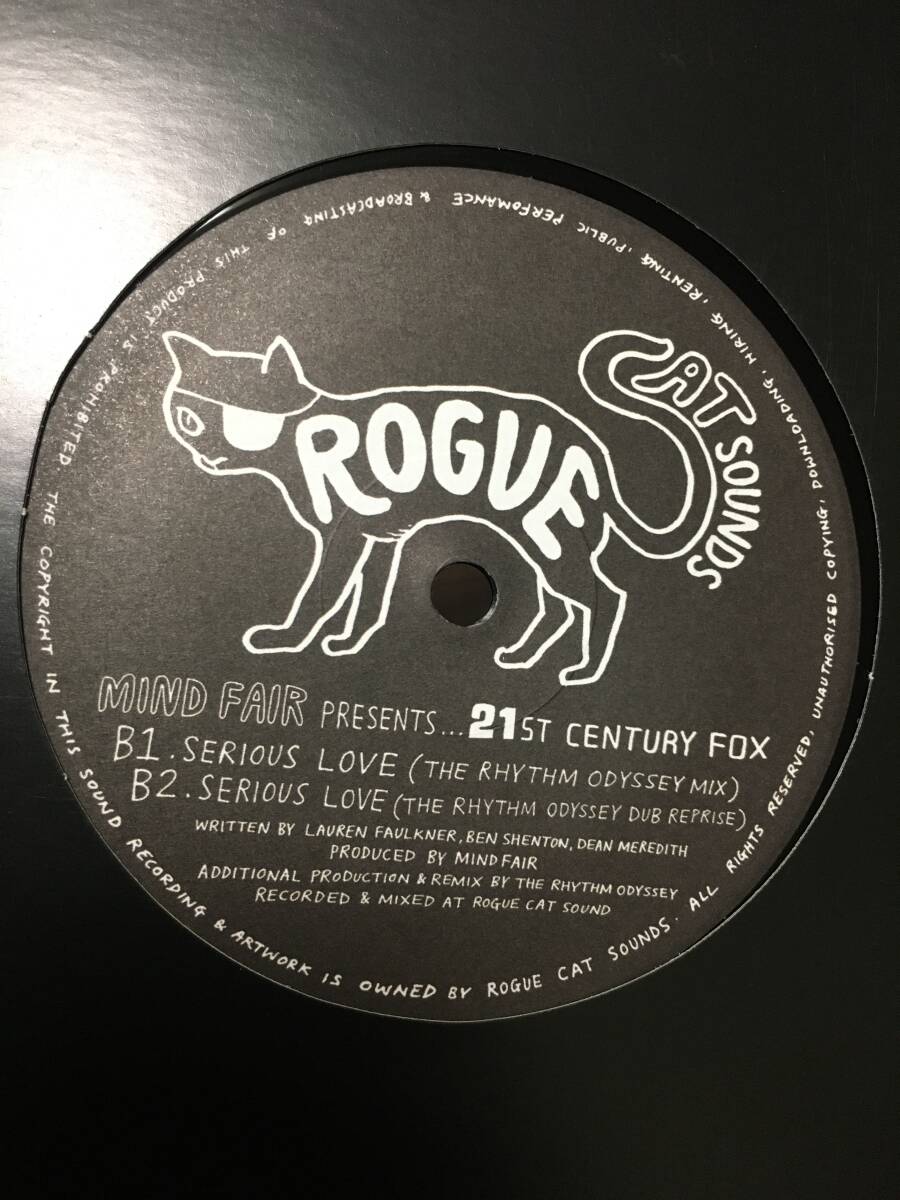 ROGUE
CAT SOUNDS
MIND FAIR PRESENTS... 21ST CENTURY FOX
B1. SERIOUS LOVE (THE RHYTHM ODYSSEY MIX)
B2. SERIOUS LOVE (THE RHYTHM ODYSSEY DUB REPRISE)
WRITTEN BY LAUREN FAULKNER, BEN SHENTON, DEAN MEREDITH
PRODUCED BY MIND FAIR
ADDITIONAL PRODUCTION & REMIX BY THE RHYTHM ODYSSEY
RECORDED & MIXED AT ROGUE CAT SOUND
THE COPYRIGHT IN THIS SOUND RECORDING & ARTWORK IS OWNED BY ROGUE CAT SOUNDS. ALL RIGHTS RESERVED, UNAUTHORISED COPYING, DOWNLOADING, HIRING, RENTING, PUBLIC PERFOMANCE & BROADCASTING OF THIS PRODUCT IS PROHIBITED